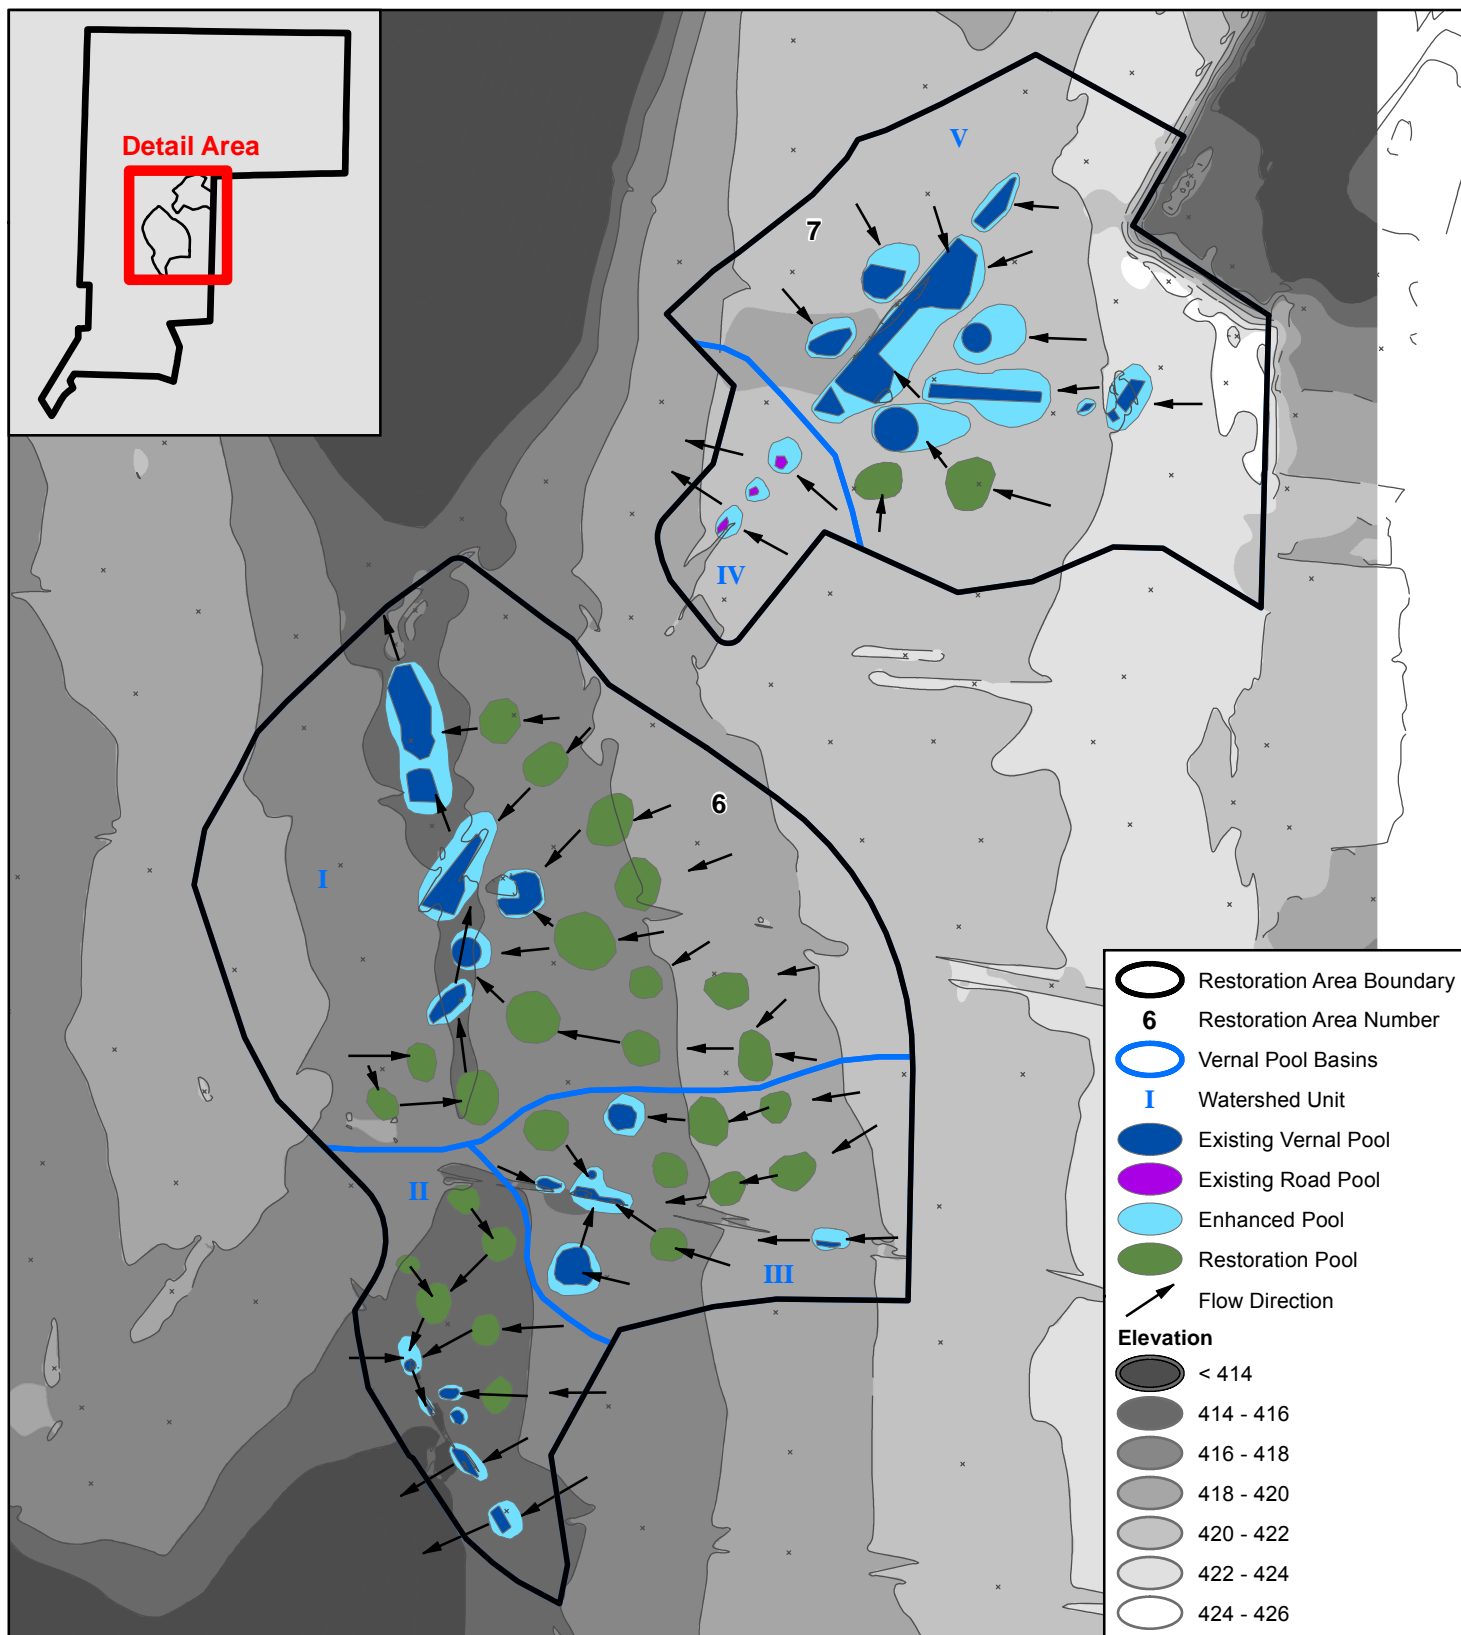 Detail Area
V
7
IV
6
I
II
III
Restoration Area Boundary
6 Restoration Area Number
Vernal Pool Basins
I Watershed Unit
Existing Vernal Pool
Existing Road Pool
Enhanced Pool
Restoration Pool
Flow Direction
Elevation
< 414
414 - 416
416 - 418
418 - 420
420 - 422
422 - 424
424 - 426